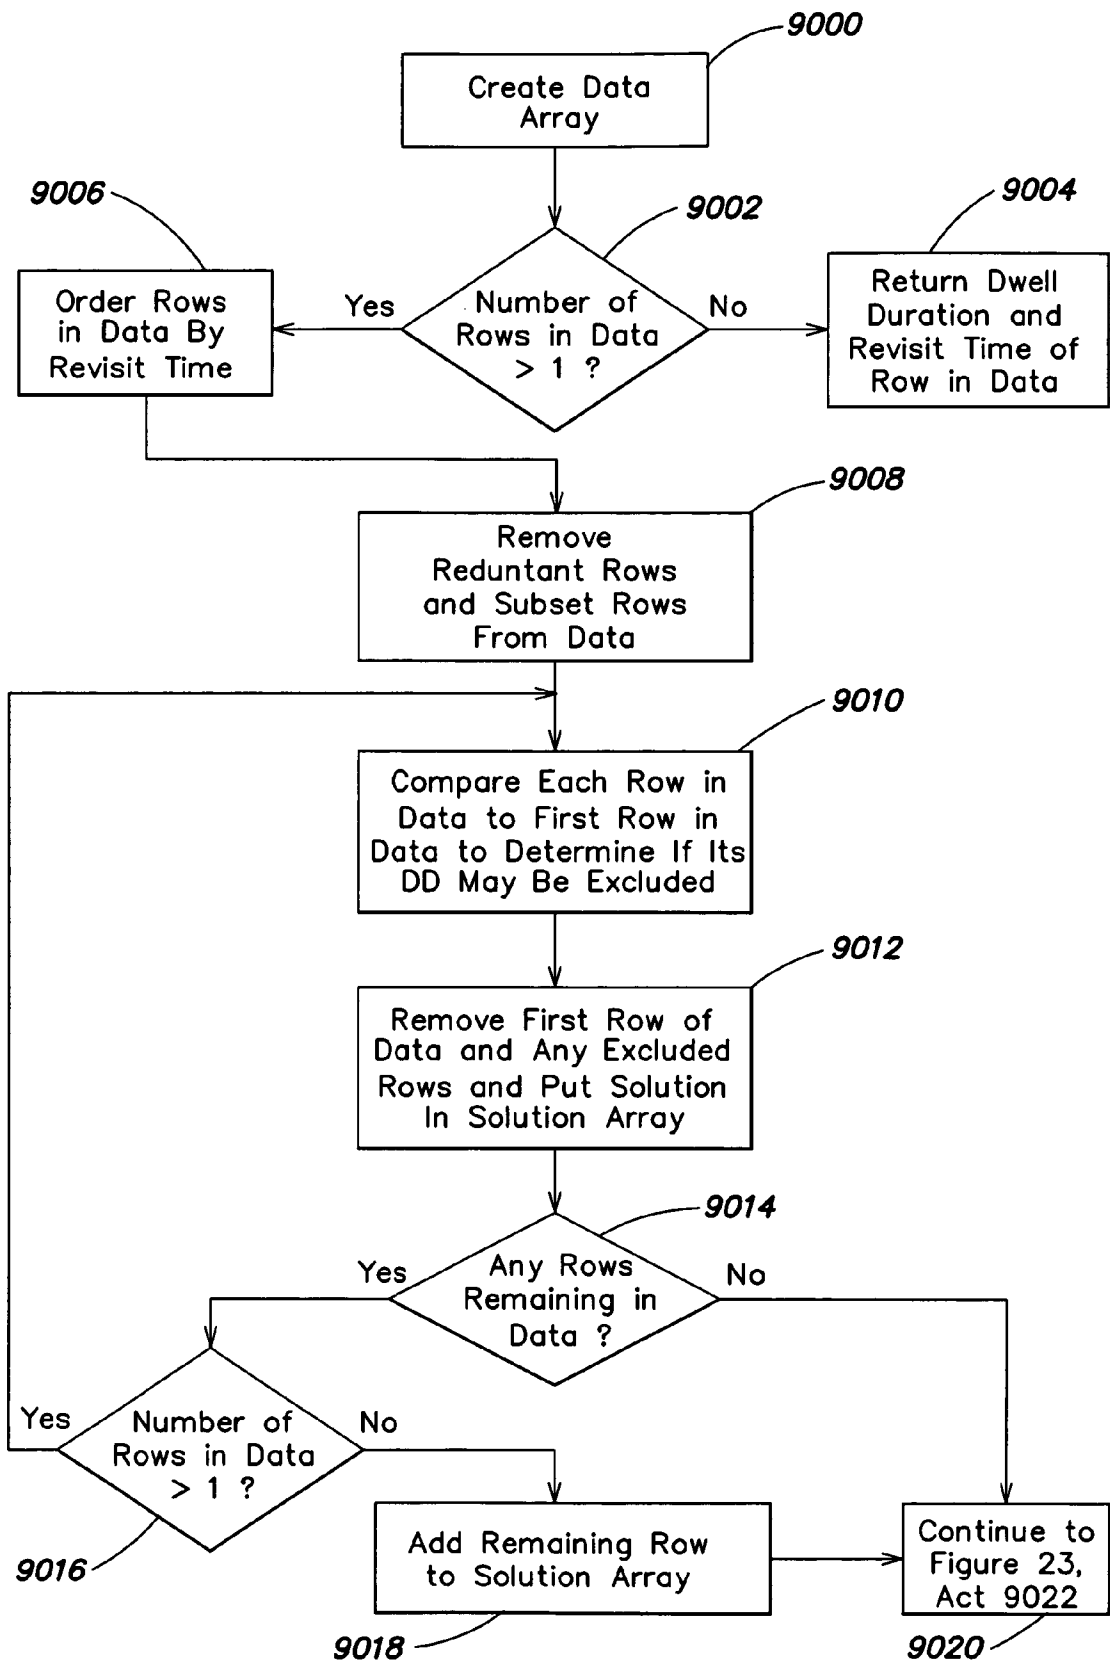 9000
Create Data
Array
9006
9002
9004
Order Rows
in Data By
Revisit Time
Yes
Number of
Rows in Data
> 1 ?
No
Return Dwell
Duration and
Revisit Time of
Row in Data
9008
Remove
Reduntant Rows
and Subset Rows
From Data
9010
Compare Each Row in
Data to First Row in
Data to Determine If Its
DD May Be Excluded
9012
Remove First Row of
Data and Any Excluded
Rows and Put Solution
In Solution Array
9014
Yes
Any Rows
Remaining in
Data ?
No
Yes
Number of
Rows in Data
> 1 ?
No
9016
Add Remaining Row
to Solution Array
9018
Continue to
Figure 23,
Act 9022
9020